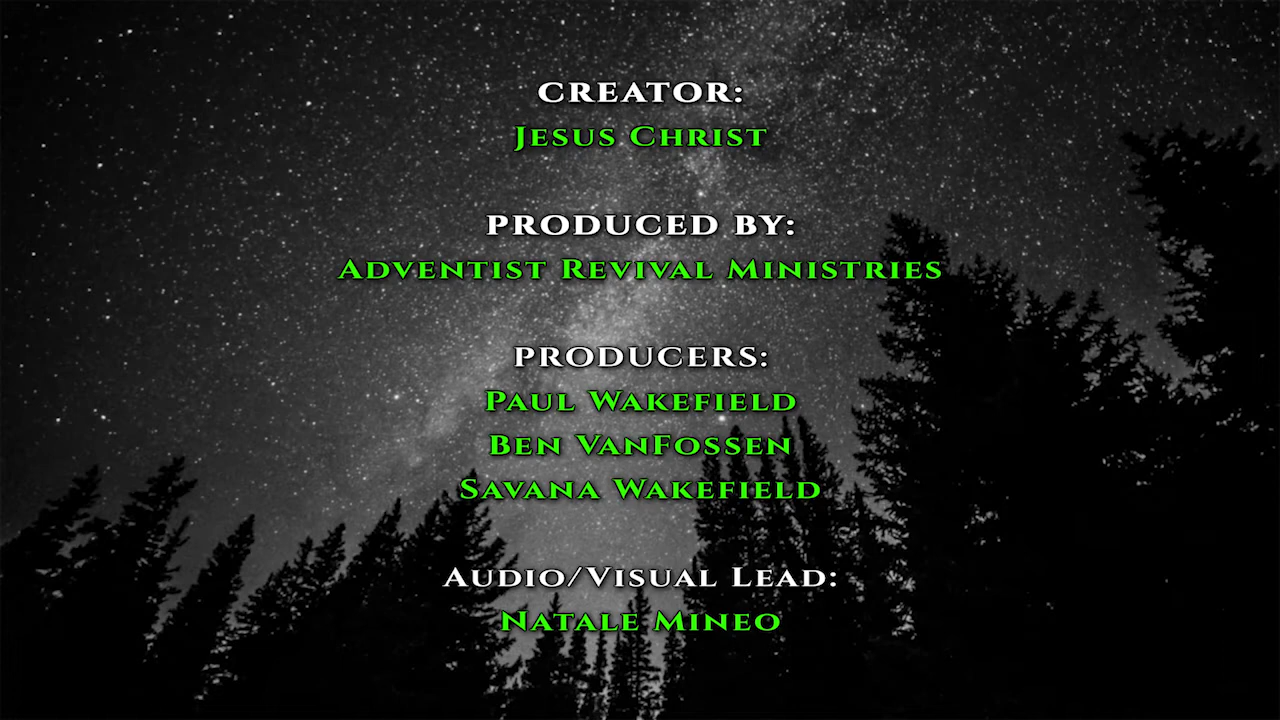 CREATOR:
Jesus Christ
PRODUCED BY:
Adventist Revival Ministries
PRODUCERS:
Paul Wakefield
Ben VanFossen
Savana Wakefield
Audio/Visual Lead:
Natale Mineo